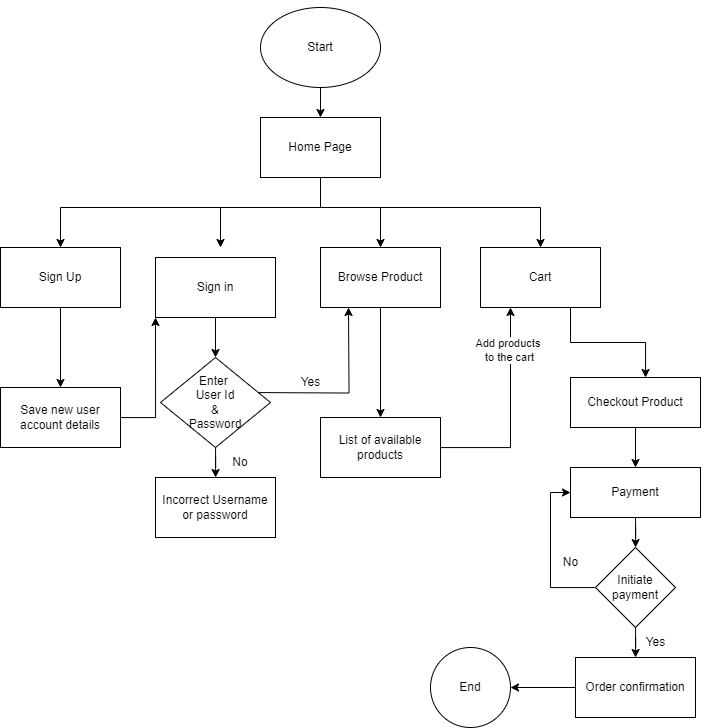 Start
Home Page
Sign Up
Sign in
Browse Product
Cart
Add products
to the cart
Enter
User Id
&
Password
Yes
Save new user
account details
List of available
products
Checkout Product
No
Incorrect Username
or password
Payment
No
Initiate
payment
Yes
End
Order confirmation